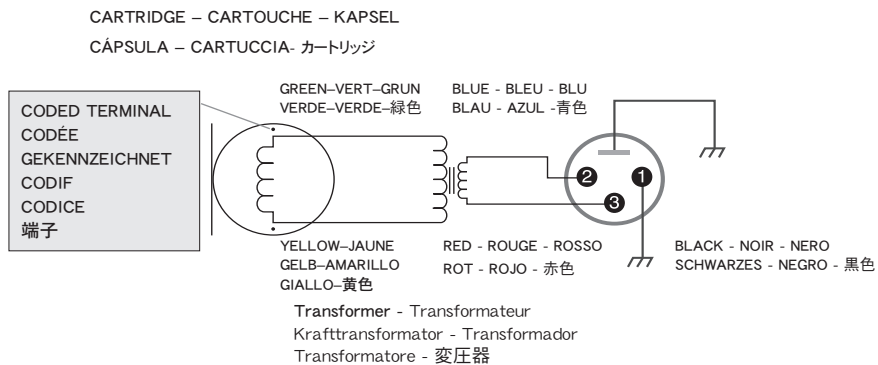 CARTRIDGE – CARTOUCHE – KAPSEL
CÁPSULA – CARTUCCIA- カートリッジ
GREEN–VERT–GRUN
VERDE–VERDE–緑色
BLUE - BLEU - BLU
BLAU - AZUL -青色
CODED TERMINAL
CODÉE
GEKENNZEICHNET
CODIF
CODICE
端子
2
1
3
YELLOW–JAUNE
GELB–AMARILLO
GIALLO–黄色
RED - ROUGE - ROSSO
ROT - ROJO - 赤色
BLACK - NOIR - NERO
SCHWARZES - NEGRO - 黒色
Transformer - Transformateur
Krafttransformator - Transformador
Transformatore - 変圧器